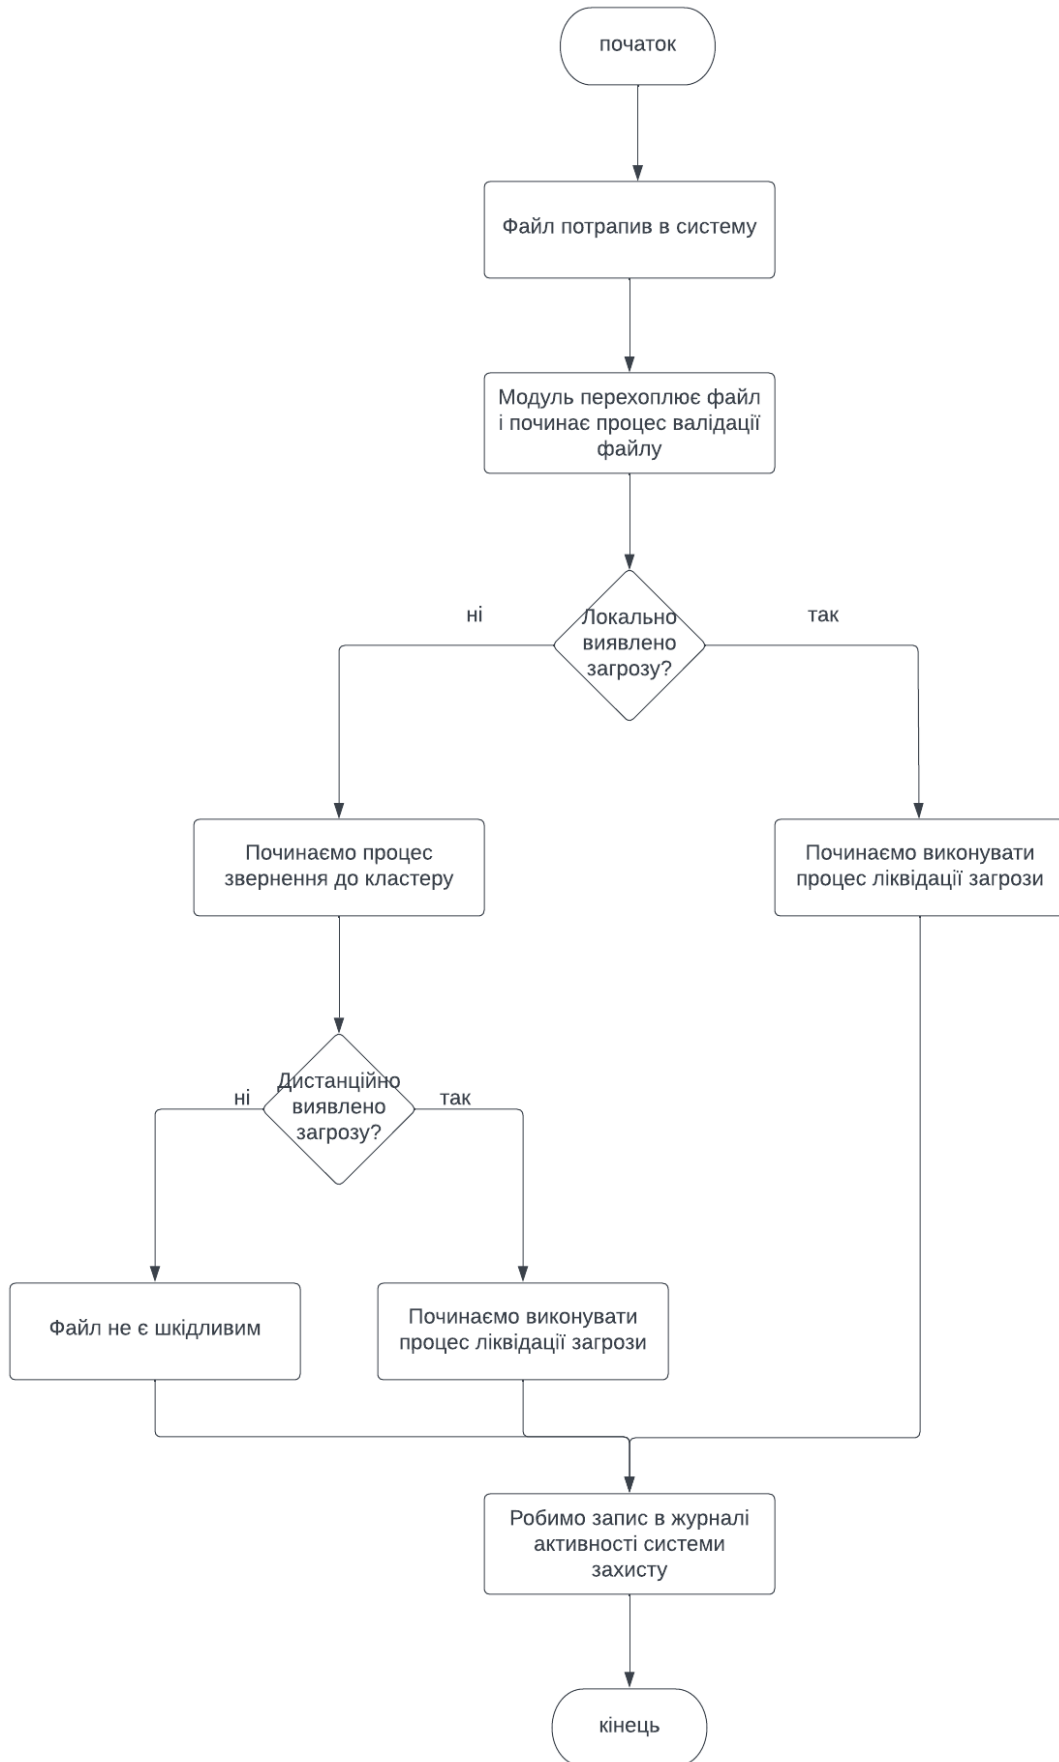 початок
Файл потрапив в систему
Модуль перехоплює файл
і починає процес валідації
файлу
ні
Локально
виявлено
загрозу?
так
Починаємо процес
звернення до кластеру
Починаємо виконувати
процес ліквідації загрози
ні
Дистанційно
виявлено
загрозу?
так
Файл не є шкідливим
Починаємо виконувати
процес ліквідації загрози
Робимо запис в журналі
активності системи
захисту
кінець